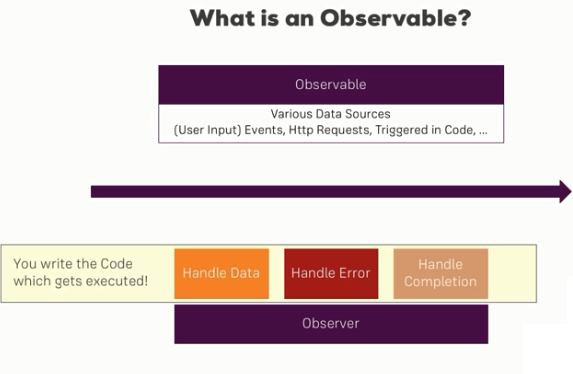 What is an Observable?
Observable
Various Data Sources
(User Input) Events, Http Requests, Triggered in Code, ...
You write the Code
which gets executed!
Handle Data
Handle Error
Handle
Completion
Observer